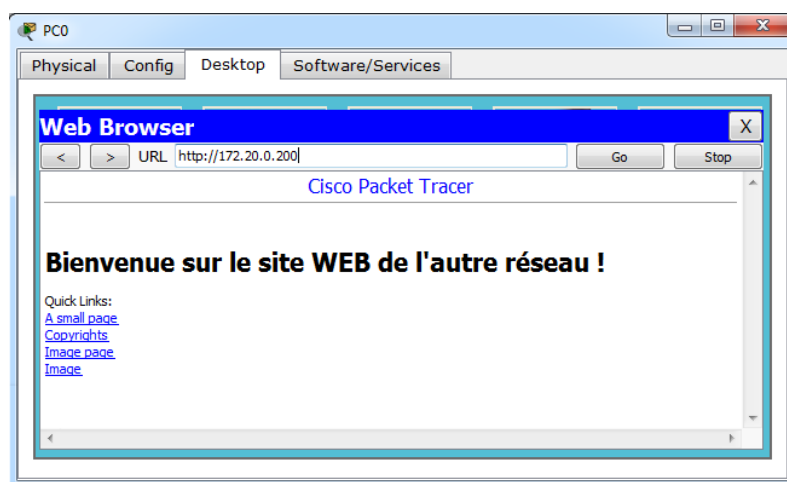 PC0
X
Physical Config Desktop Software/Services
Web Browser X
< > URL http://172.20.0.200 Go Stop
Cisco Packet Tracer
Bienvenue sur le site WEB de l'autre réseau !
Quick Links:
A small page
Copyrights
Image page
Image